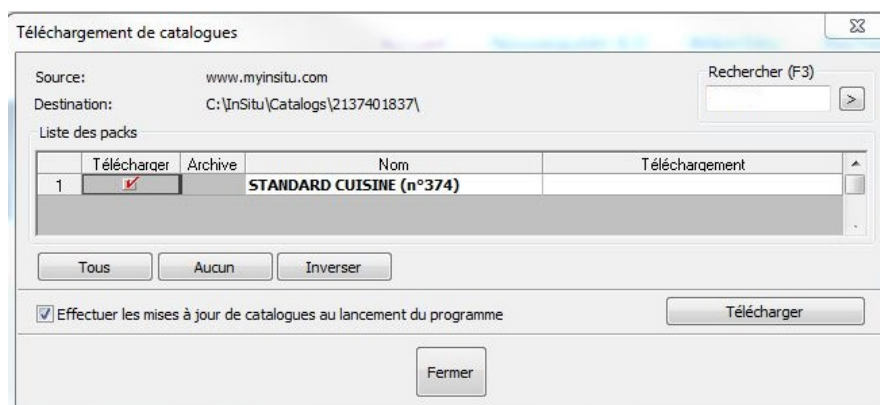 Téléchargement de catalogues
Source: www.myinsitu.com
Rechercher (F3)
Destination: C:\InSitu\Catalogs\2137401837\
>
Liste des packs
Télécharger Archive Nom Téléchargement
1 STANDARD CUISINE (n°374)
Tous Aucun Inverser
Effectuer les mises à jour de catalogues au lancement du programme
Télécharger
Fermer